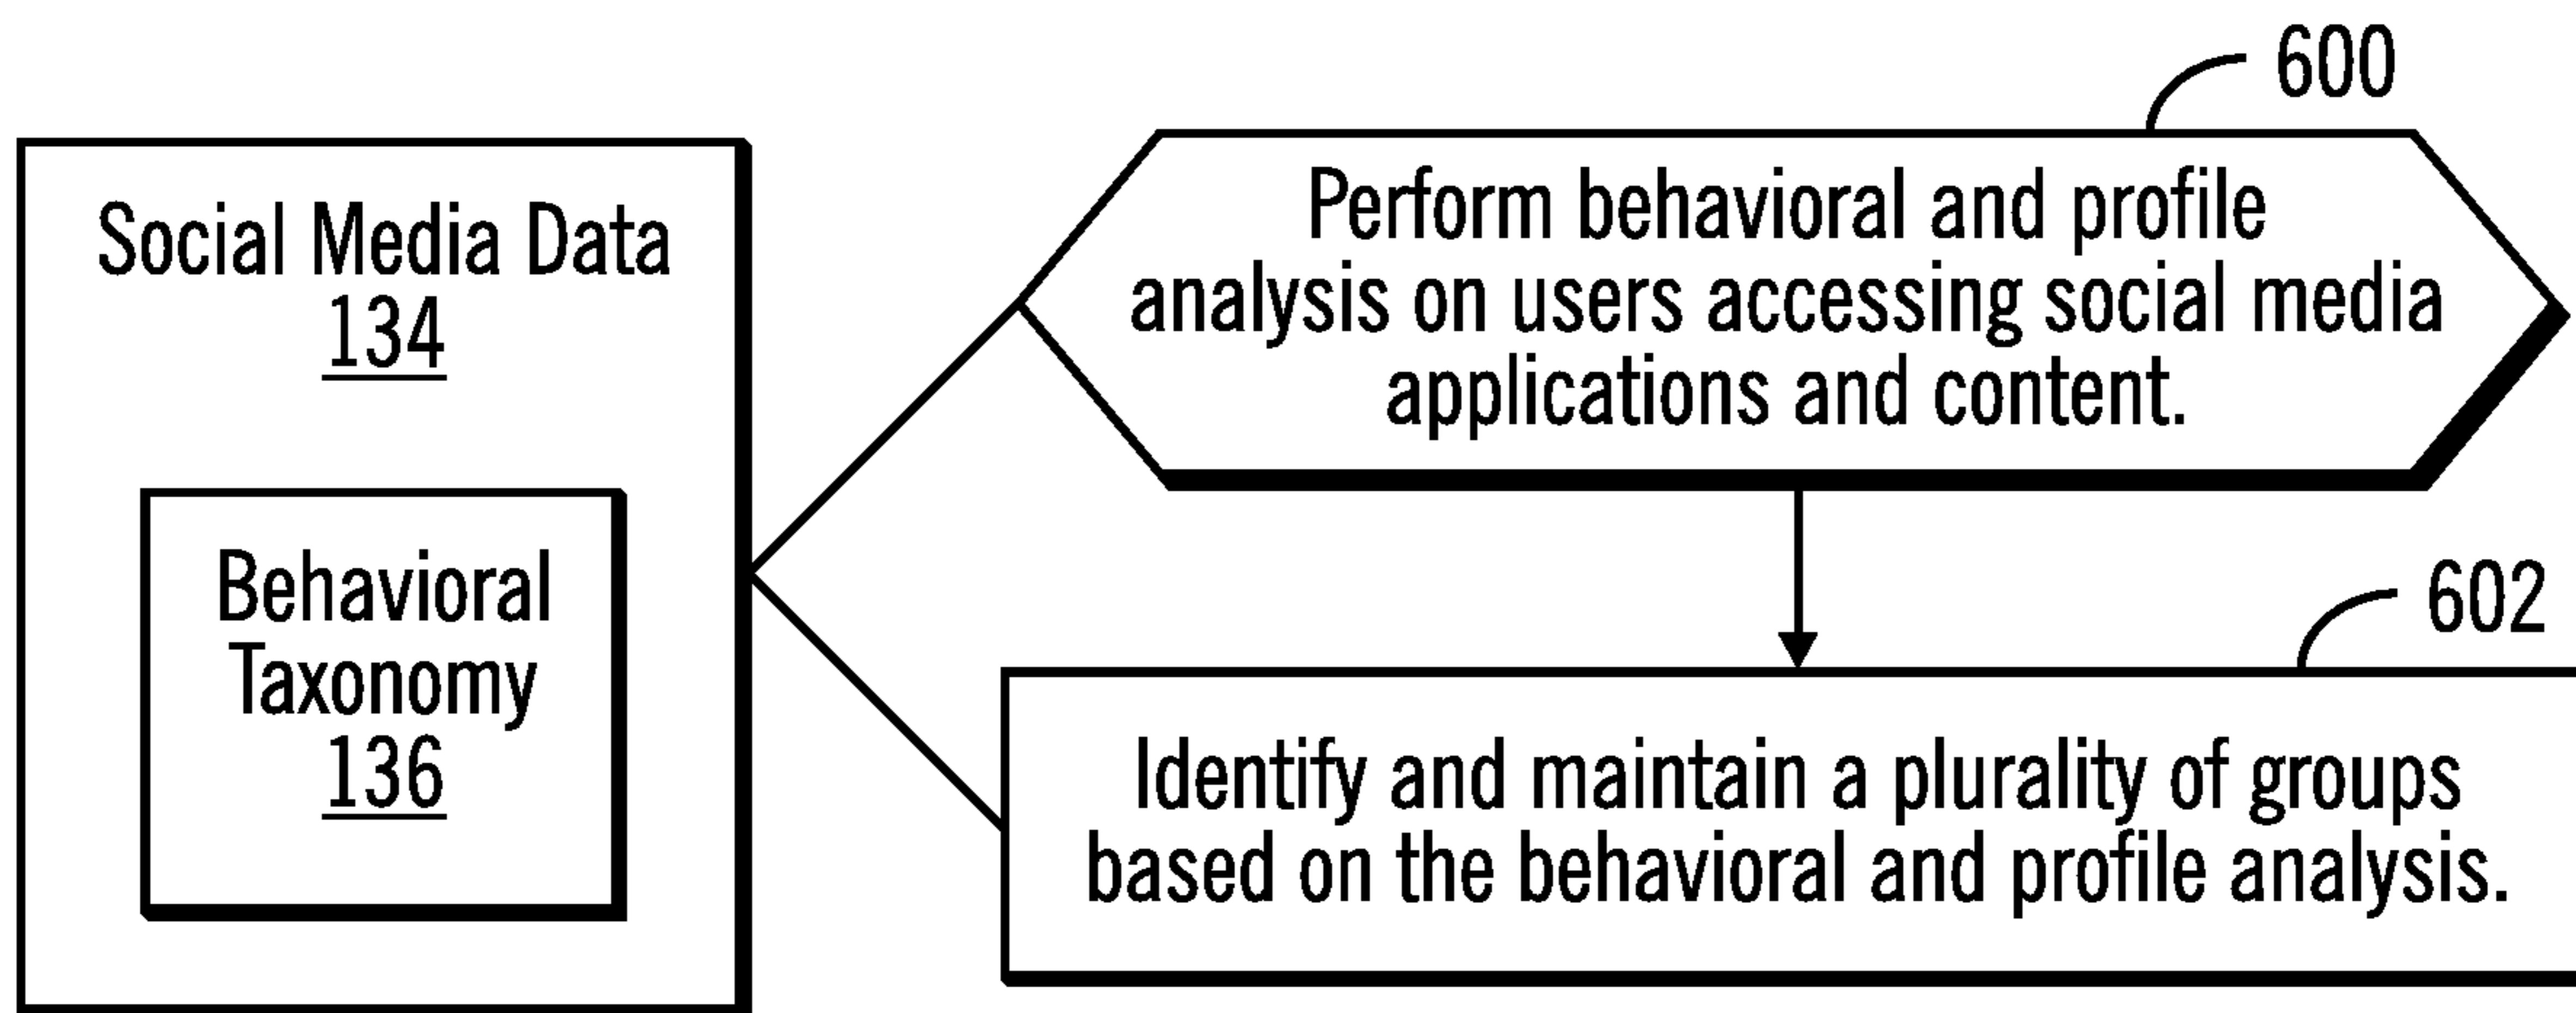 Social Media Data
134
Behavioral
Taxonomy
136
600
Perform behavioral and profile
analysis on users accessing social media
applications and content.
602
Identify and maintain a plurality of groups
based on the behavioral and profile analysis.